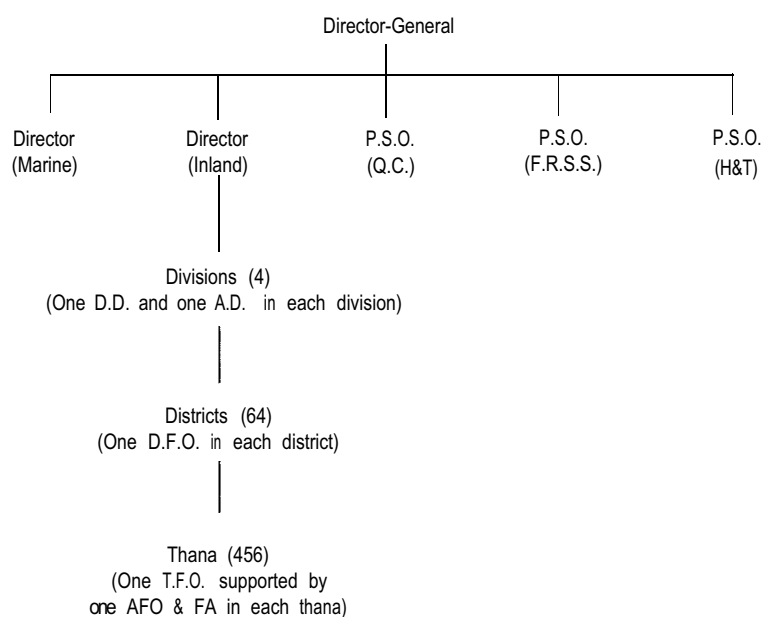 Director-General
Director
(Marine)
Director
(Inland)
P.S.O.
(Q.C.)
P.S.O.
(F.R.S.S.)
P.S.O.
(H&T)
Divisions (4)
(One D.D. and one A.D. in each division)
Districts (64)
(One D.F.O. in each district)
Thana (456)
(One T.F.O. supported by
one AFO & FA in each thana)